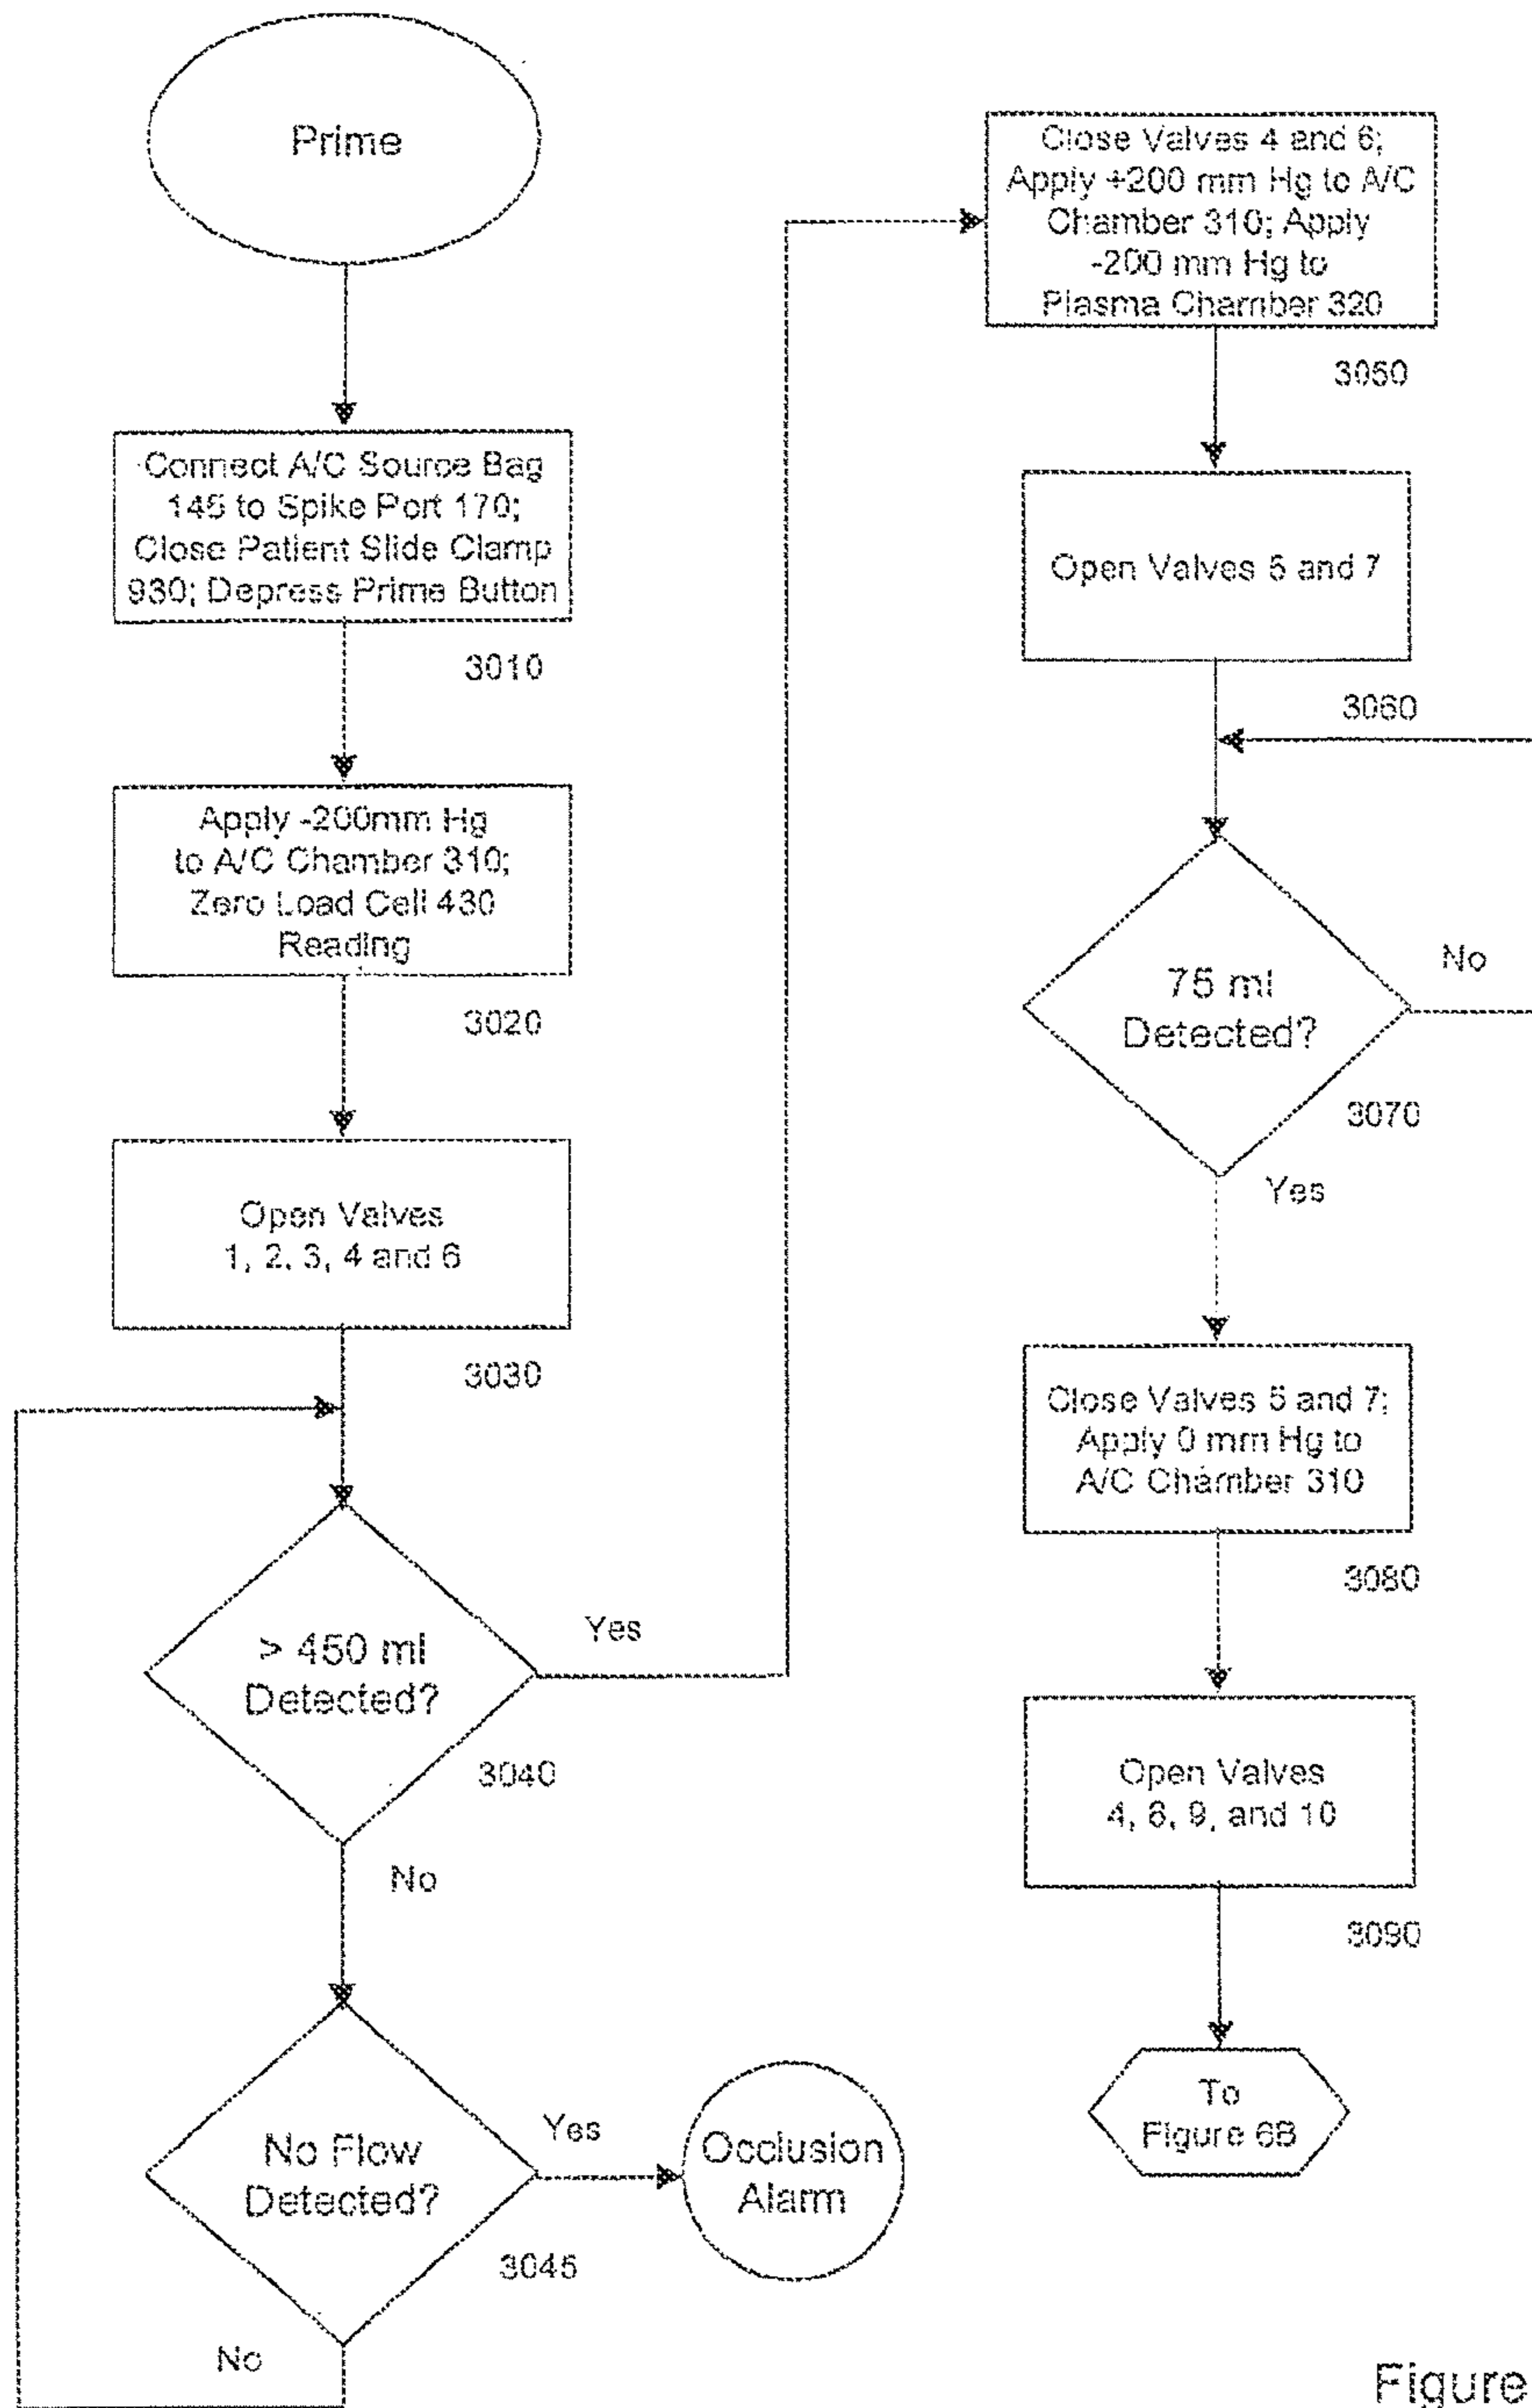 Prime
Connect A/C Source Bag
145 to Spike Port 170;
Close Patient Slide Clamp
930; Depress Prime Button
3010
Apply -200mm Hg
to A/C Chamber 310;
Zero Load Cell 430
Reading
3020
Open Valves
1, 2, 3, 4 and 6
3030
> 450 ml
Detected?
Yes
3040
No
No Flow
Detected?
Yes
3045
No
Occlusion
Alarm
Close Valves 4 and 6;
Apply +200 mm Hg to A/C
Chamber 310; Apply
-200 mm Hg to
Plasma Chamber 320
3050
Open Valves 5 and 7
3060
75 ml
Detected?
No
3070
Yes
Close Valves 5 and 7;
Apply 0 mm Hg to
A/C Chamber 310
3080
Open Valves
4, 6, 9, and 10
3090
To
Figure 6B
Figure